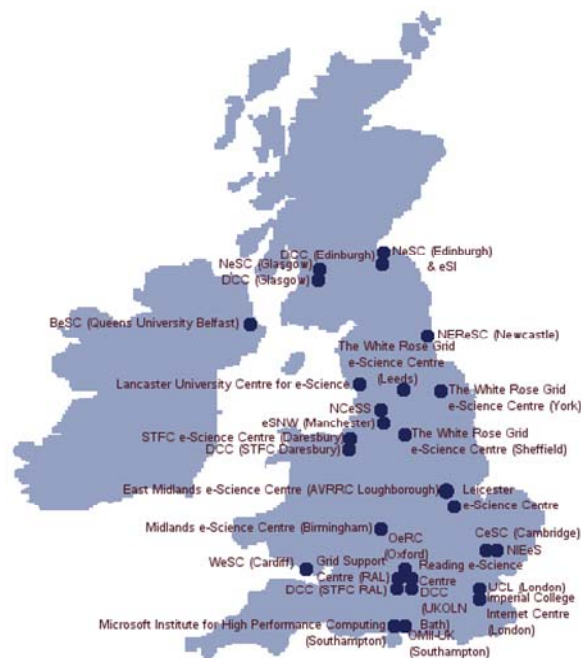 DCC (Edinburgh)
NeSC (Edinburgh)
& eSI
NeSC (Glasgow)
DCC (Glasgow)
BeSC (Queens University Belfast)
NEReSC (Newcastle)
The White Rose Grid
e-Science Centre
(Leeds)
Lancaster University Centre for e-Science
The White Rose Grid
e-Science Centre (York)
NCeSS
eSNW (Manchester)
STFC e-Science Centre (Daresbury)
DCC (STFC Daresbury)
The White Rose Grid
e-Science Centre (Sheffield)
East Midlands e-Science Centre (AVRRC Loughborough)
Leicester
e-Science Centre
Midlands e-Science Centre (Birmingham)
OeRC
(Oxford)
CeSC (Cambridge)
NIEeS
WeSC (Cardiff)
Grid Support
Centre (RAL)
DCC (STFC RAL)
Reading e-Science
Centre
DCC
(UKOLN
Bath)
UCL (London)
Imperial College
Internet Centre
(London)
Microsoft Institute for High Performance Computing
(Southampton)
OMII-UK
(Southampton)